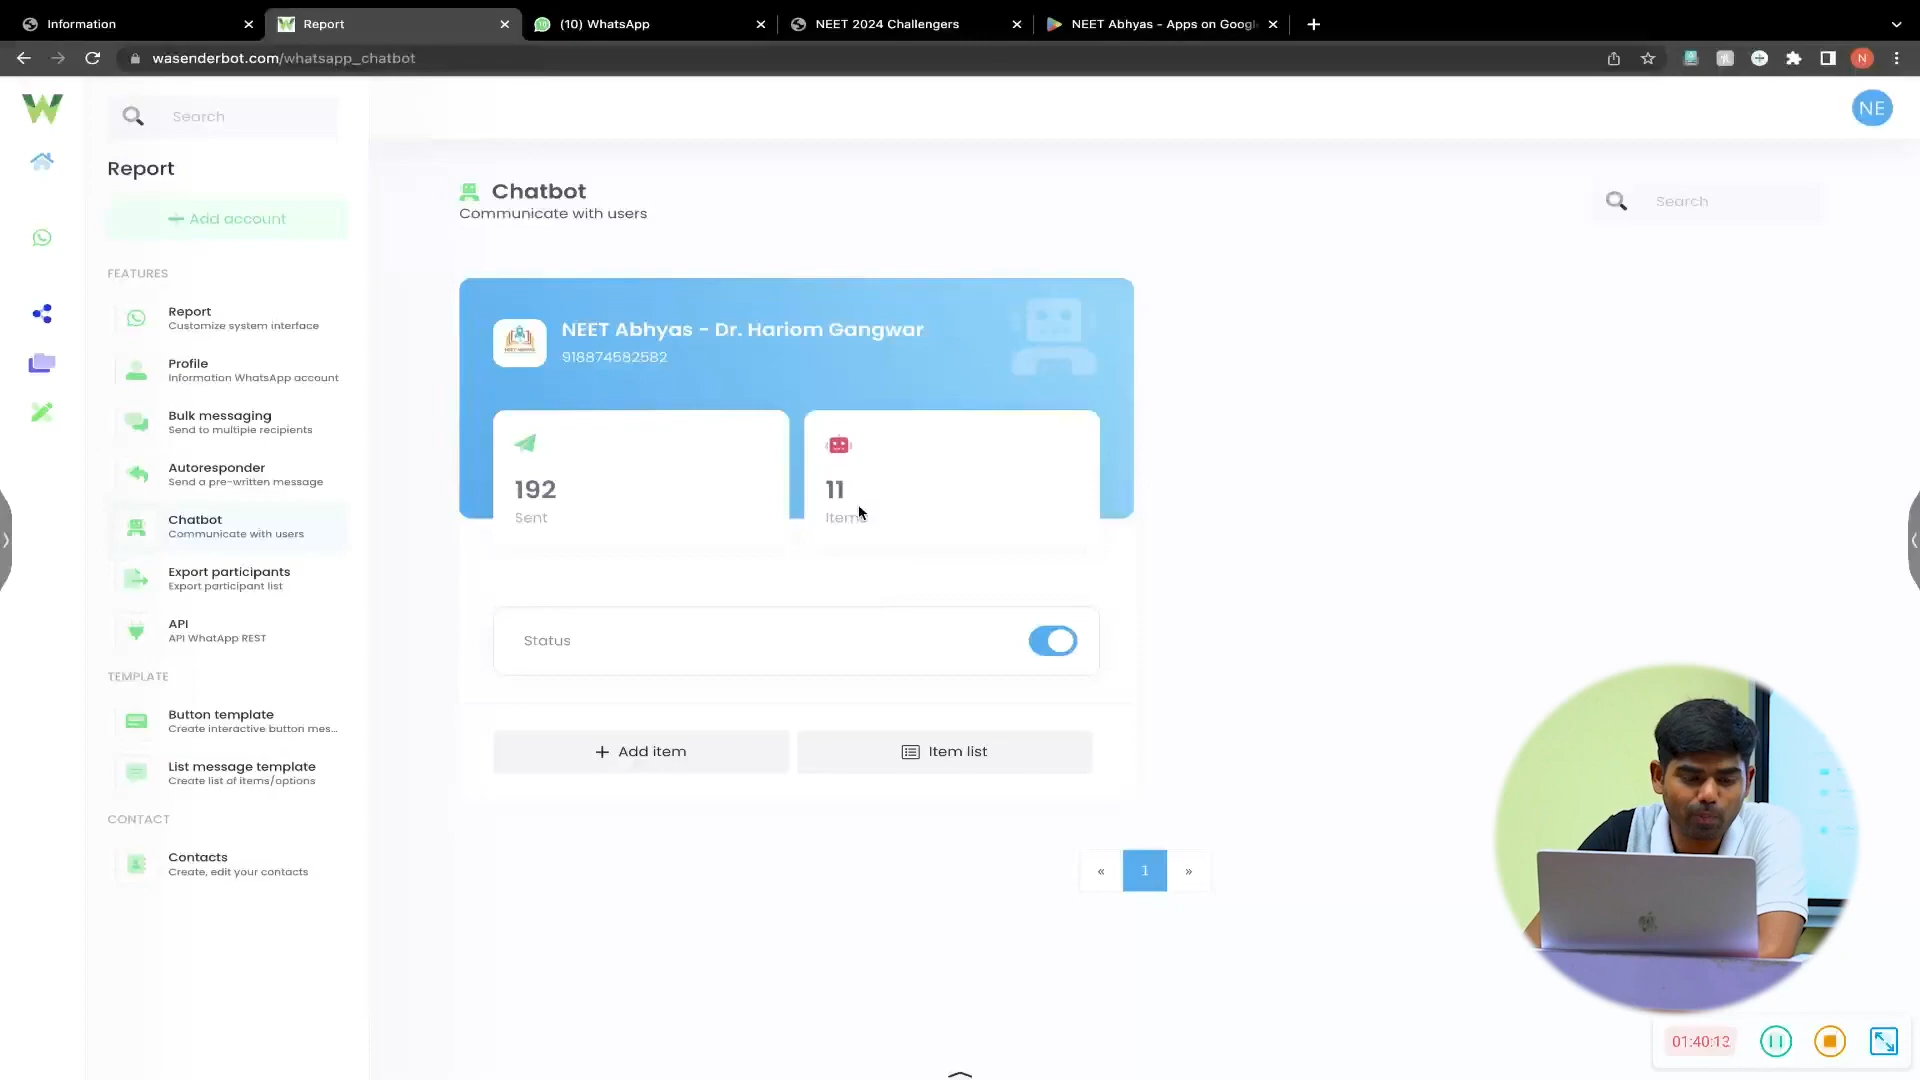 Information
Report
(10) WhatsApp
NEET 2024 Challengers
NEET Abhyas - Apps on Googl
wasenderbot.com/whatsapp_chatbot
N
W
Search
NE
Report
+ Add account
Chatbot
Communicate with users
Search
FEATURES
Report
Customize system interface
Profile
Information WhatsApp account
Bulk messaging
Send to multiple recipients
Autoresponder
Send a pre-written message
Chatbot
Communicate with users
Export participants
Export participant list
API
API WhatApp REST
TEMPLATE
Button template
Create interactive button mes...
List message template
Create list of items/options
CONTACT
Contacts
Create, edit your contacts
NEET Abhyas - Dr. Hariom Gangwar
918874582582
192
Sent
11
Items
Status
+ Add item
Item list
« 1 »
01:40:12